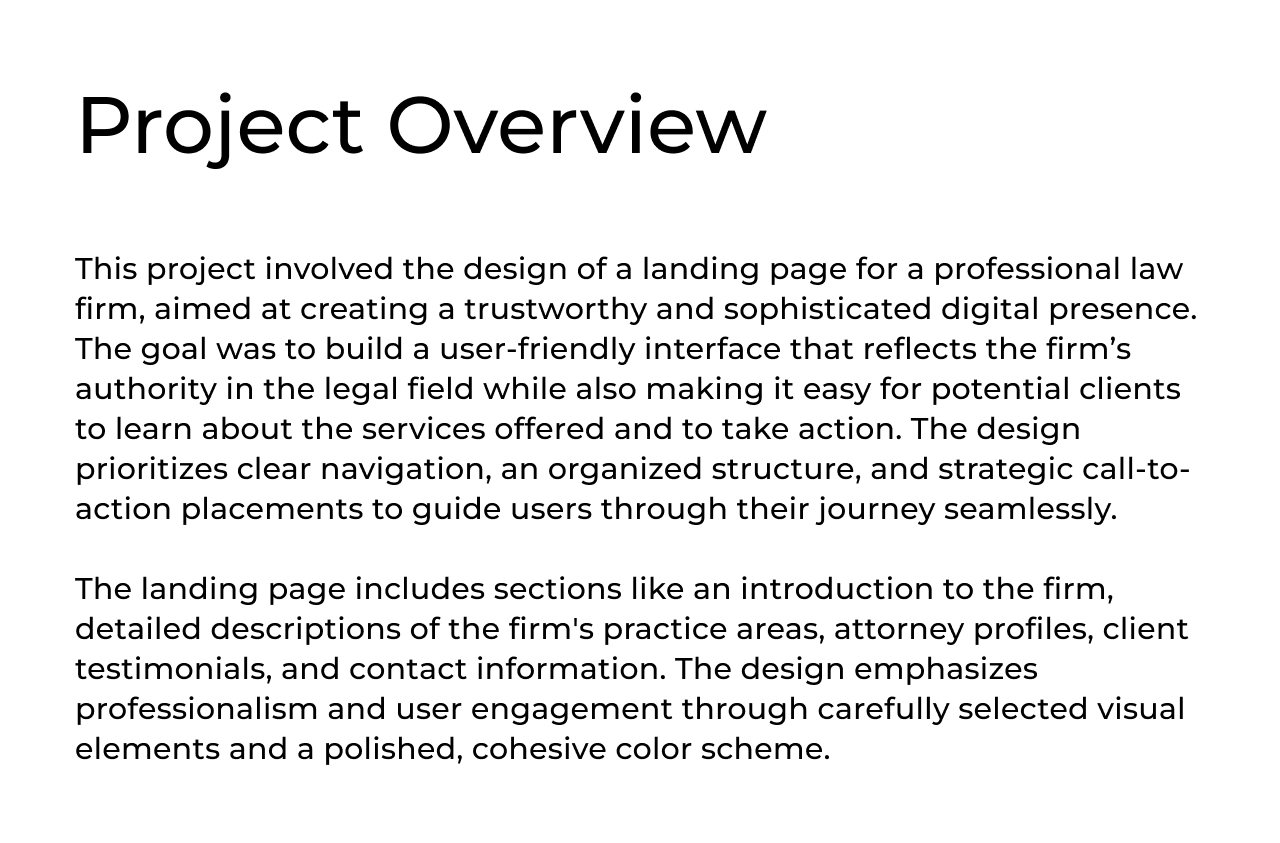 Project Overview
This project involved the design of a landing page for a professional law
firm, aimed at creating a trustworthy and sophisticated digital presence.
The goal was to build a user-friendly interface that reflects the firm’s
authority in the legal field while also making it easy for potential clients
to learn about the services offered and to take action. The design
prioritizes clear navigation, an organized structure, and strategic call-to-
action placements to guide users through their journey seamlessly.
The landing page includes sections like an introduction to the firm,
detailed descriptions of the firm's practice areas, attorney profiles, client
testimonials, and contact information. The design emphasizes
professionalism and user engagement through carefully selected visual
elements and a polished, cohesive color scheme.